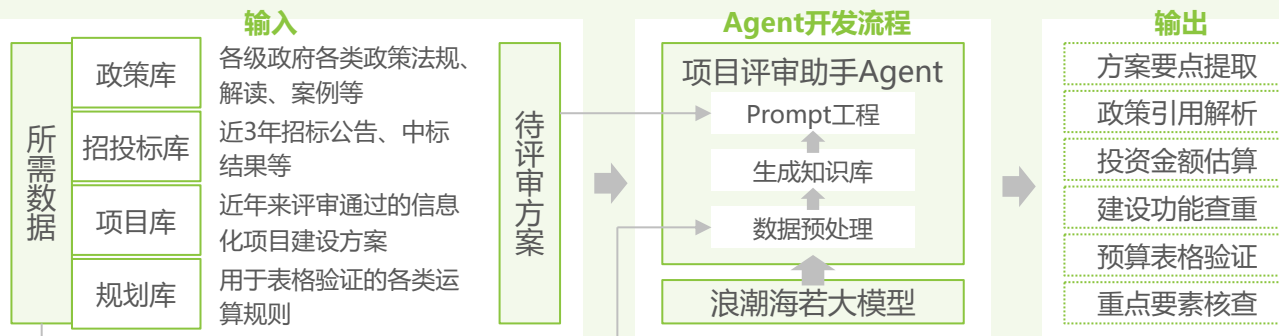 输入
所需数据
政策库
各级政府各类政策法规、
解读、案例等
招投标库
近3年招标公告、中标
结果等
项目库
近年来评审通过的信息
化项目建设方案
规划库
用于表格验证的各类运
算规则
待评审方案
Agent开发流程
项目评审助手Agent
Prompt工程
生成知识库
数据预处理
浪潮海若大模型
输出
方案要点提取
政策引用解析
投资金额估算
建设功能查重
预算表格验证
重点要素核查